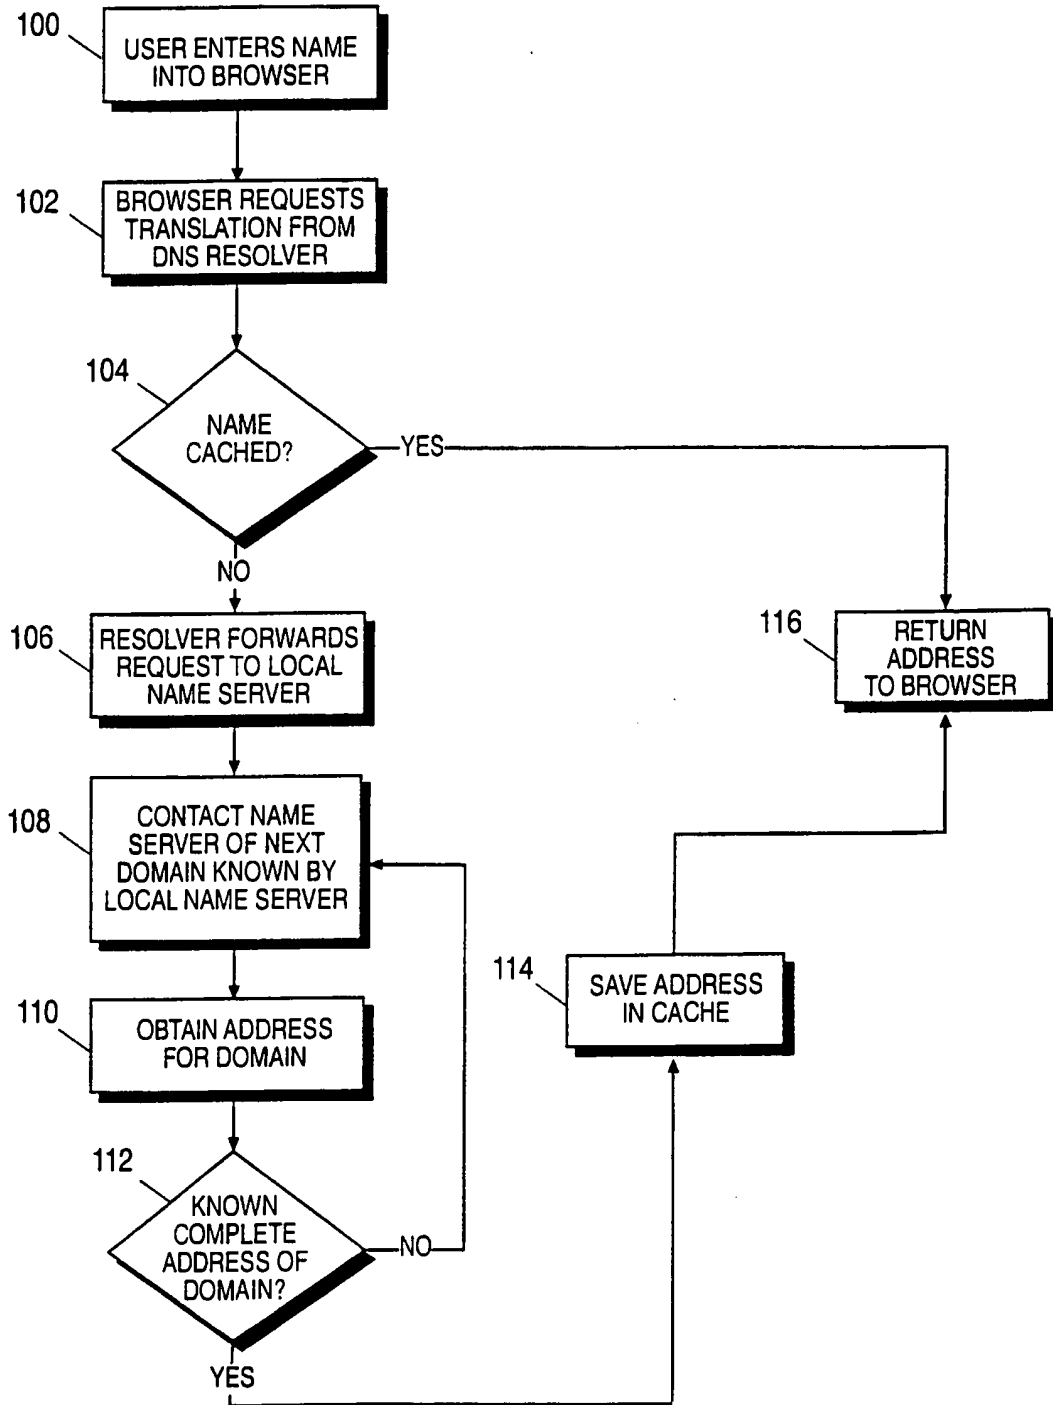 100
USER ENTERS NAME
INTO BROWSER
102
BROWSER REQUESTS
TRANSLATION FROM
DNS RESOLVER
104
NAME
CACHED?
YES
NO
106
RESOLVER FORWARDS
REQUEST TO LOCAL
NAME SERVER
116
RETURN
ADDRESS
TO BROWSER
108
CONTACT NAME
SERVER OF NEXT
DOMAIN KNOWN BY
LOCAL NAME SERVER
114
SAVE ADDRESS
IN CACHE
110
OBTAIN ADDRESS
FOR DOMAIN
112
KNOWN
COMPLETE
ADDRESS OF
DOMAIN?
NO
YES